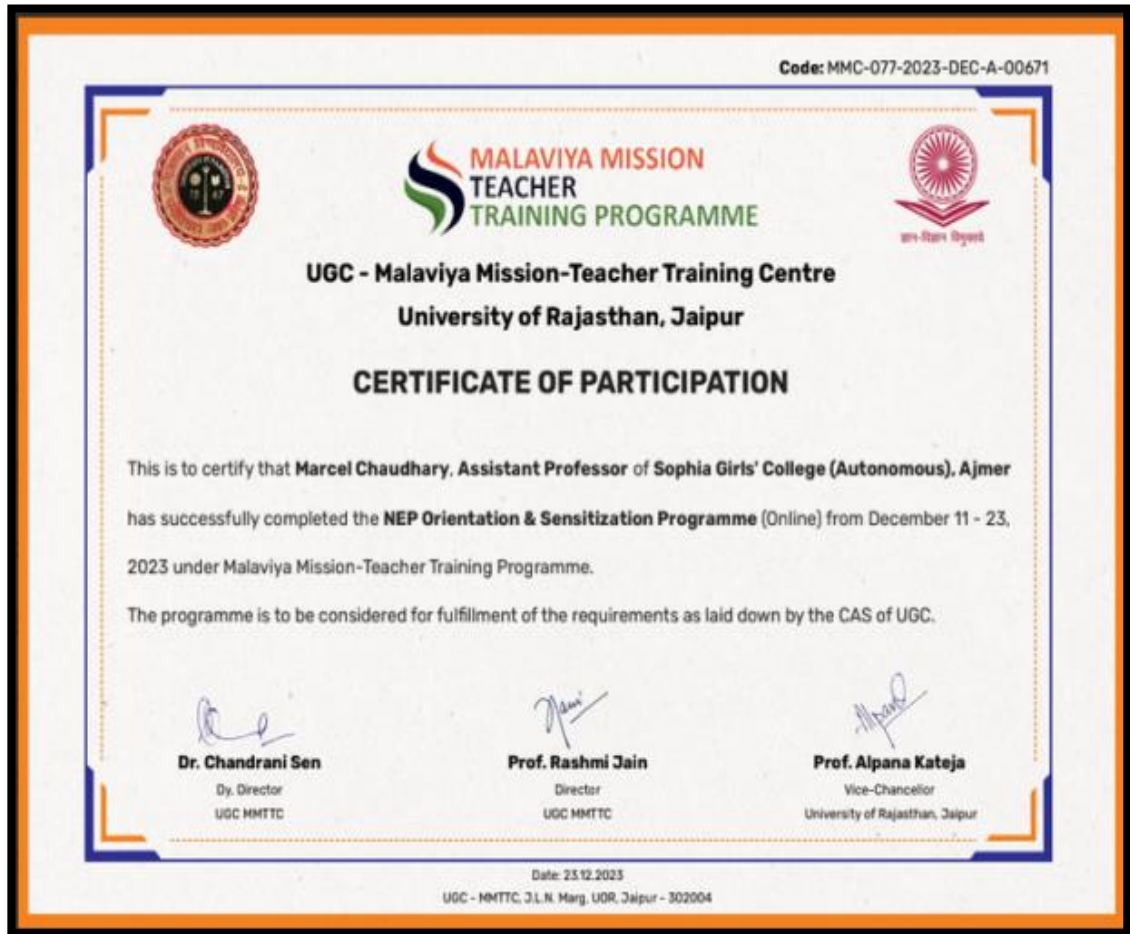 Code: MMC-077-2023-DEC-A-00671
MALAVIYA MISSION
TEACHER
TRAINING PROGRAMME
ज्ञान-विज्ञान विमुक्तये
UGC - Malaviya Mission-Teacher Training Centre
University of Rajasthan, Jaipur
CERTIFICATE OF PARTICIPATION
This is to certify that Marcel Chaudhary, Assistant Professor of Sophia Girls' College (Autonomous), Ajmer
has successfully completed the NEP Orientation & Sensitization Programme (Online) from December 11 - 23,
2023 under Malaviya Mission-Teacher Training Programme.
The programme is to be considered for fulfillment of the requirements as laid down by the CAS of UGC.
Dr. Chandrani Sen
Dy. Director
UGC MMTTC
Prof. Rashmi Jain
Director
UGC MMTTC
Prof. Alpana Kateja
Vice-Chancellor
University of Rajasthan, Jaipur
Date: 23.12.2023
UGC - MMTTC, J.L.N. Marg, UOR, Jaipur - 302004